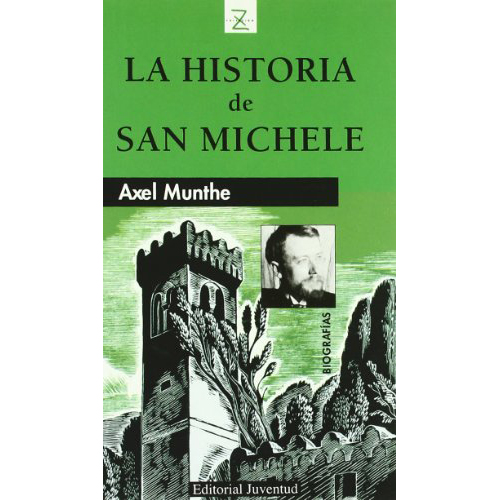 Z
LA HISTORIA
de
SAN MICHELE
Axel Munthe
BIOGRAFÍAS
Editorial Juventud